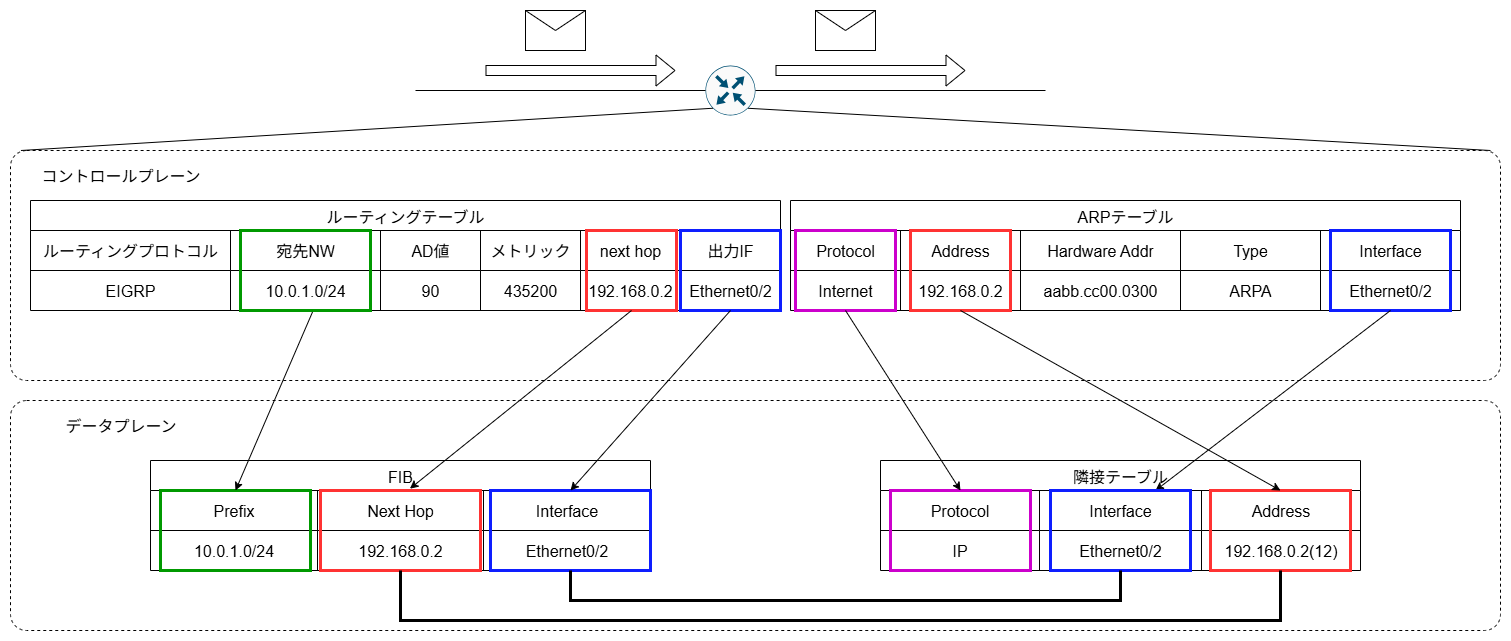 コントロールプレーン
ルーティングテーブル
ルーティングプロトコル 宛先NW AD値 メトリック next hop 出力IF
EIGRP 10.0.1.0/24 90 435200 192.168.0.2 Ethernet0/2
ARPテーブル
Protocol Address Hardware Addr Type Interface
Internet 192.168.0.2 aabb.cc00.0300 ARPA Ethernet0/2
データプレーン
FIB
Prefix Next Hop Interface
10.0.1.0/24 192.168.0.2 Ethernet0/2
隣接テーブル
Protocol Interface Address
IP Ethernet0/2 192.168.0.2(12)